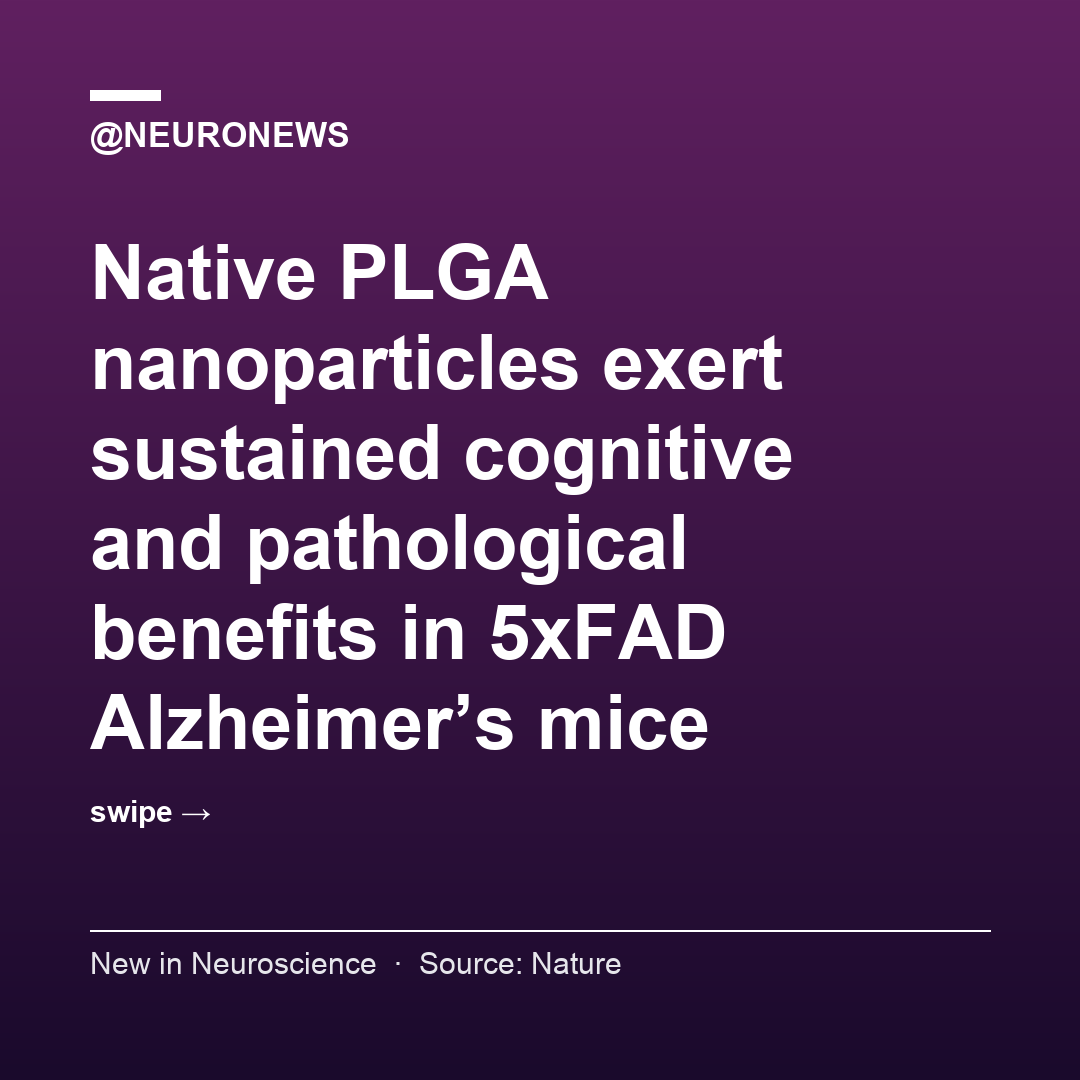 @NEURONEWS
Native PLGA
nanoparticles exert
sustained cognitive
and pathological
benefits in 5xFAD
Alzheimer’s mice
swipe →
New in Neuroscience · Source: Nature